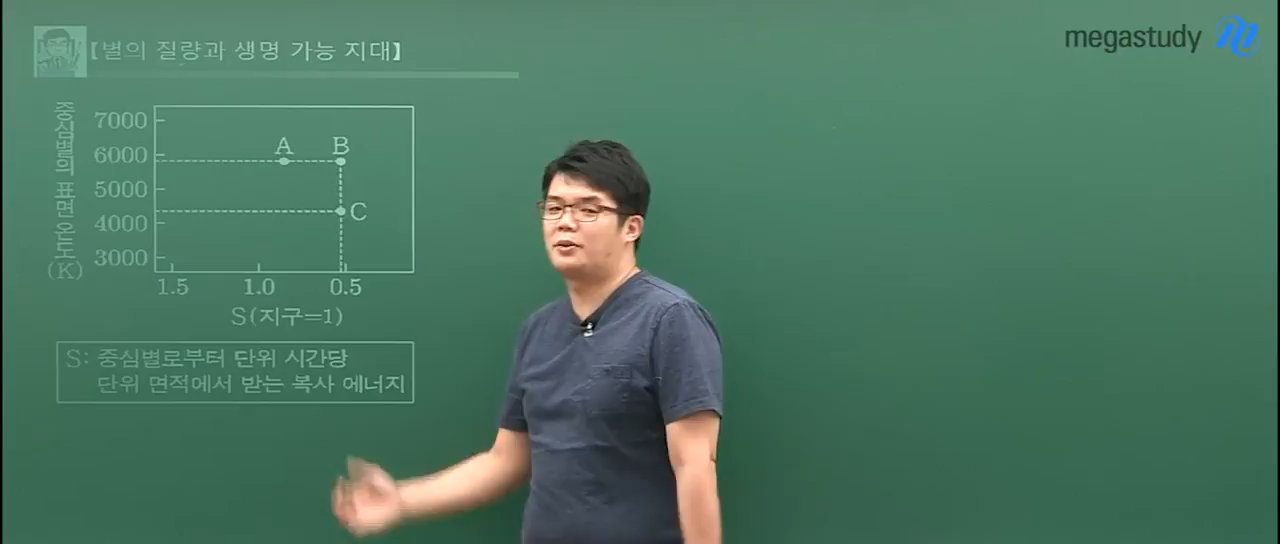 megastudy
【별의 질량과 생명 가능 지대】
중심별의 표면 온도 (K)
7000
6000
5000
4000
3000
A
B
C
1.5 1.0 0.5
S(지구=1)
S: 중심별로부터 단위 시간당
단위 면적에서 받는 복사 에너지